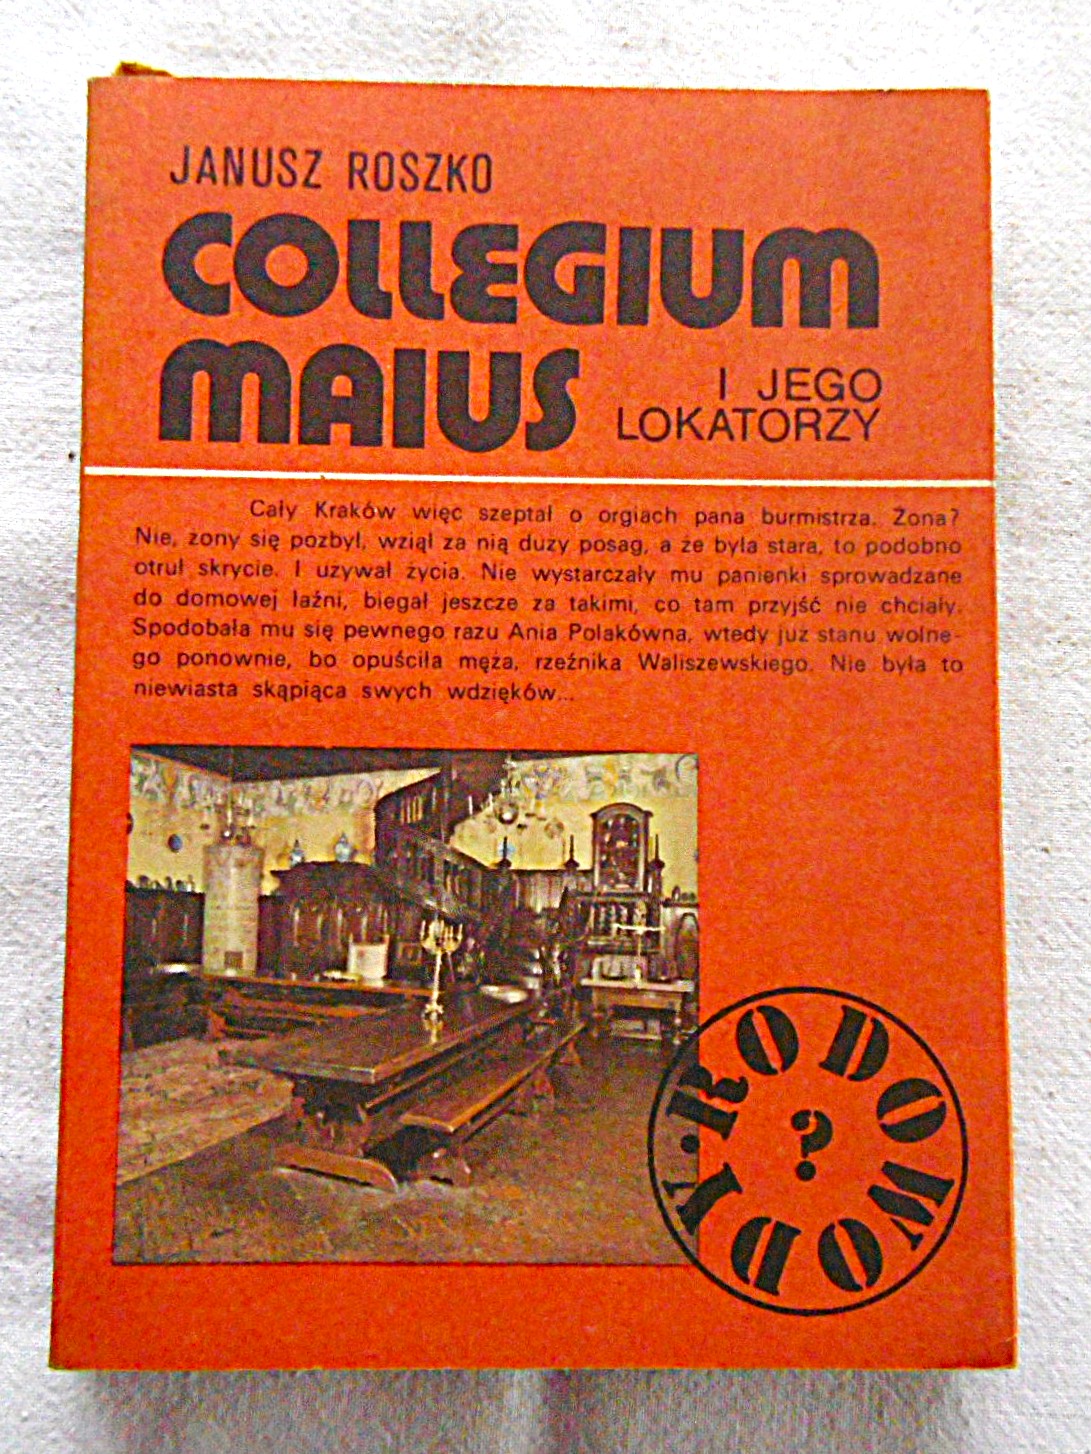 JANUSZ ROSZKO
COLLEGIUM
MAIUS
I JEGO
LOKATORZY
Cały Kraków więc szeptał o orgiach pana burmistrza. Żona?
Nie, żony się pozbył, wziął za nią duży posag, a że była stara, to podobno
otruł skrycie. I używał życia. Nie wystarczały mu panienki sprowadzane
do domowej łaźni, biegał jeszcze za takimi, co tam przyjść nie chciały.
Spodobała mu się pewnego razu Ania Polakówna, wtedy już stanu wolne-
go ponownie, bo opuściła męża, rzeźnika Waliszewskiego. Nie była to
niewiasta skąpiąca swych wdzięków...
RODOWODY
?